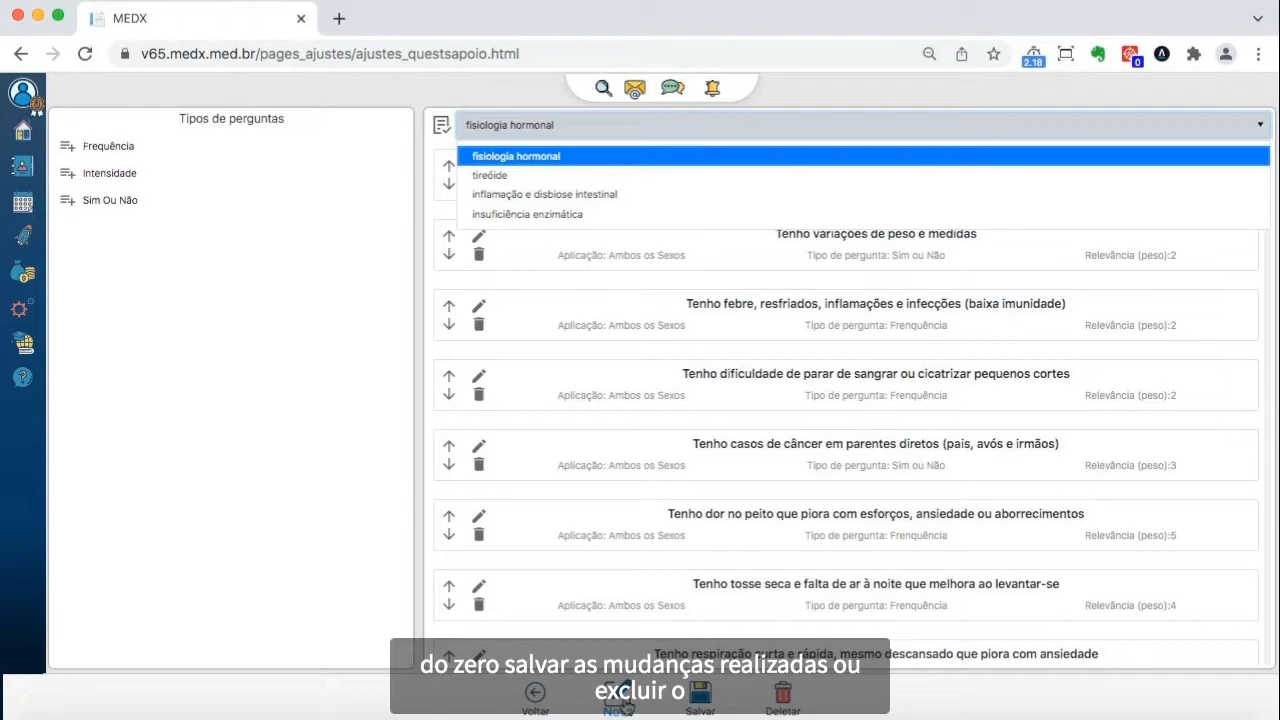 MEDX
v65.medx.med.br/pages_ajustes/ajustes_questsapoio.html
2.18
0
Tipos de perguntas
Frequência
Intensidade
Sim Ou Não
fisiologia hormonal
fisiologia hormonal
tireóide
inflamação e disbiose intestinal
insuficiência enzimática
Tenho variações de peso e medidas
Aplicação: Ambos os Sexos Tipo de pergunta: Sim ou Não Relevância (peso):2
Tenho febre, resfriados, inflamações e infecções (baixa imunidade)
Aplicação: Ambos os Sexos Tipo de pergunta: Frenquência Relevância (peso):2
Tenho dificuldade de parar de sangrar ou cicatrizar pequenos cortes
Aplicação: Ambos os Sexos Tipo de pergunta: Frenquência Relevância (peso):2
Tenho casos de câncer em parentes diretos (pais, avós e irmãos)
Aplicação: Ambos os Sexos Tipo de pergunta: Sim ou Não Relevância (peso):3
Tenho dor no peito que piora com esforços, ansiedade ou aborrecimentos
Aplicação: Ambos os Sexos Tipo de pergunta: Frenquência Relevância (peso):5
Tenho tosse seca e falta de ar à noite que melhora ao levantar-se
Aplicação: Ambos os Sexos Tipo de pergunta: Frenquência Relevância (peso):4
Tenho respiração curta e rápida, mesmo descansado que piora com ansiedade
do zero salvar as mudanças realizadas ou
excluir o
Voltar Novo Salvar Deletar